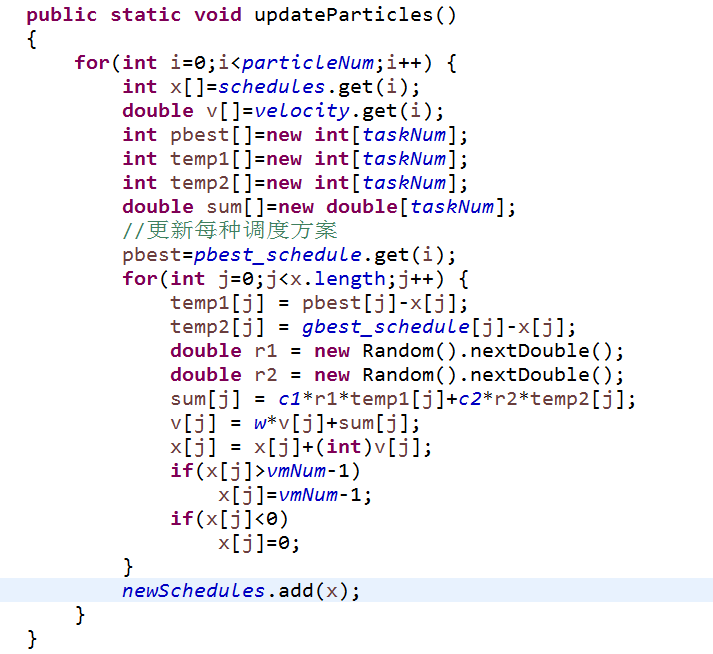 public static void updateParticles()
{
    for(int i=0;i<particleNum;i++) {
        int x[]=schedules.get(i);
        double v[]=velocity.get(i);
        int pbest[]=new int[taskNum];
        int temp1[]=new int[taskNum];
        int temp2[]=new int[taskNum];
        double sum[]=new double[taskNum];
        //更新每种调度方案
        pbest=pbest_schedule.get(i);
        for(int j=0;j<x.length;j++) {
            temp1[j] = pbest[j]-x[j];
            temp2[j] = gbest_schedule[j]-x[j];
            double r1 = new Random().nextDouble();
            double r2 = new Random().nextDouble();
            sum[j] = c1*r1*temp1[j]+c2*r2*temp2[j];
            v[j] = w*v[j]+sum[j];
            x[j] = x[j]+(int)v[j];
            if(x[j]>vmNum-1)
                x[j]=vmNum-1;
            if(x[j]<0)
                x[j]=0;
        }
        newSchedules.add(x);
    }
}